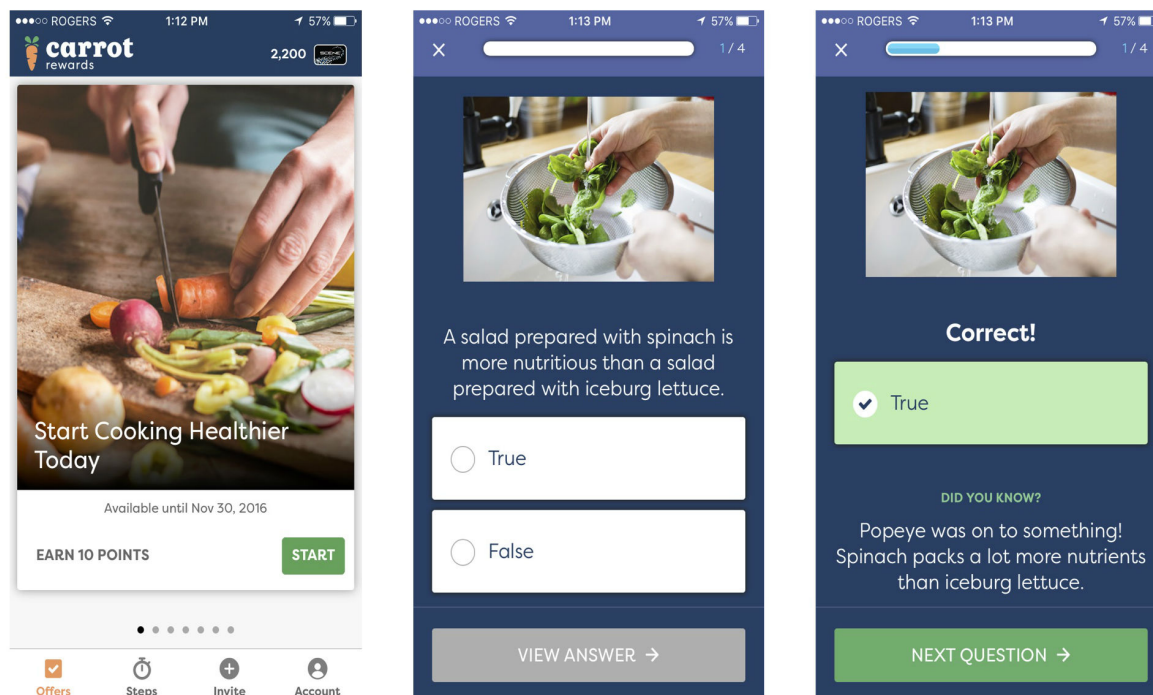 ROGERS 1:12 PM 57%
carrot
rewards
2,200 SCENE
Start Cooking Healthier
Today
Available until Nov 30, 2016
EARN 10 POINTS START
Offers Steps Invite Account
ROGERS 1:13 PM 57%
1 / 4
A salad prepared with spinach is
more nutritious than a salad
prepared with iceburg lettuce.
True
False
VIEW ANSWER →
ROGERS 1:13 PM 57%
1 / 4
Correct!
True
DID YOU KNOW?
Popeye was on to something!
Spinach packs a lot more nutrients
than iceburg lettuce.
NEXT QUESTION →